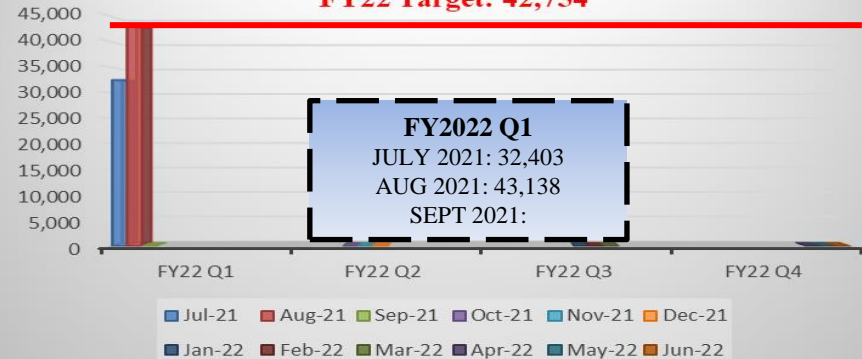 FY22 Target: 42,734
45,000
40,000
35,000
30,000
25,000
20,000
15,000
10,000
5,000
0
FY2022 Q1
JULY 2021: 32,403
AUG 2021: 43,138
SEPT 2021:
FY22 Q1 FY22 Q2 FY22 Q3 FY22 Q4
Jul-21 Aug-21 Sep-21 Oct-21 Nov-21 Dec-21
Jan-22 Feb-22 Mar-22 Apr-22 May-22 Jun-22